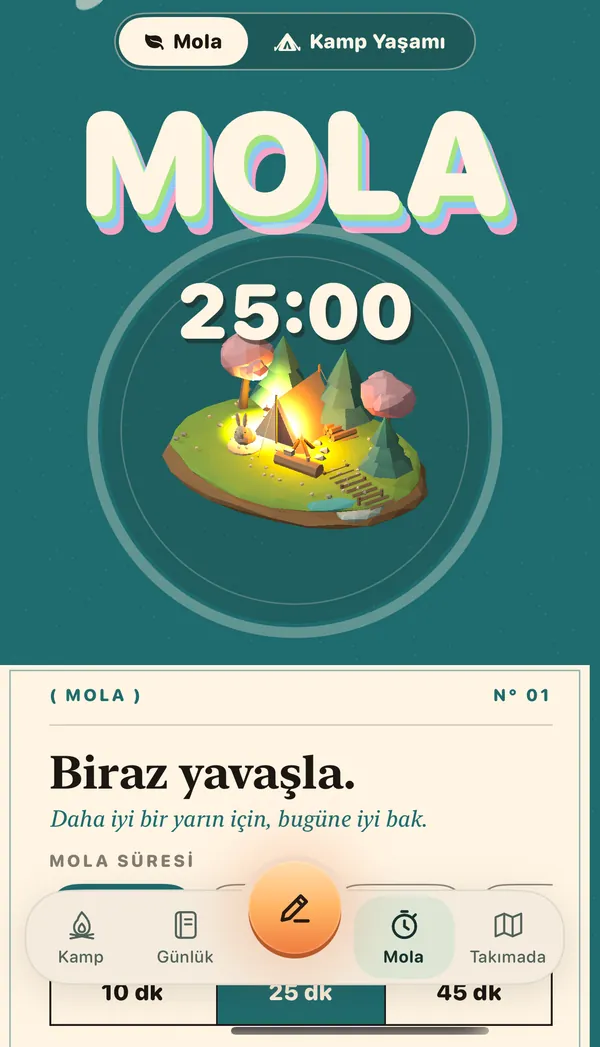 Mola
Kamp Yaşamı
MOLA
25:00
( MOLA )
N° 01
Biraz yavaşla.
Daha iyi bir yarın için, bugüne iyi bak.
MOLA SÜRESİ
Kamp
Günlük
Mola
Takımada
10 dk
25 dk
45 dk